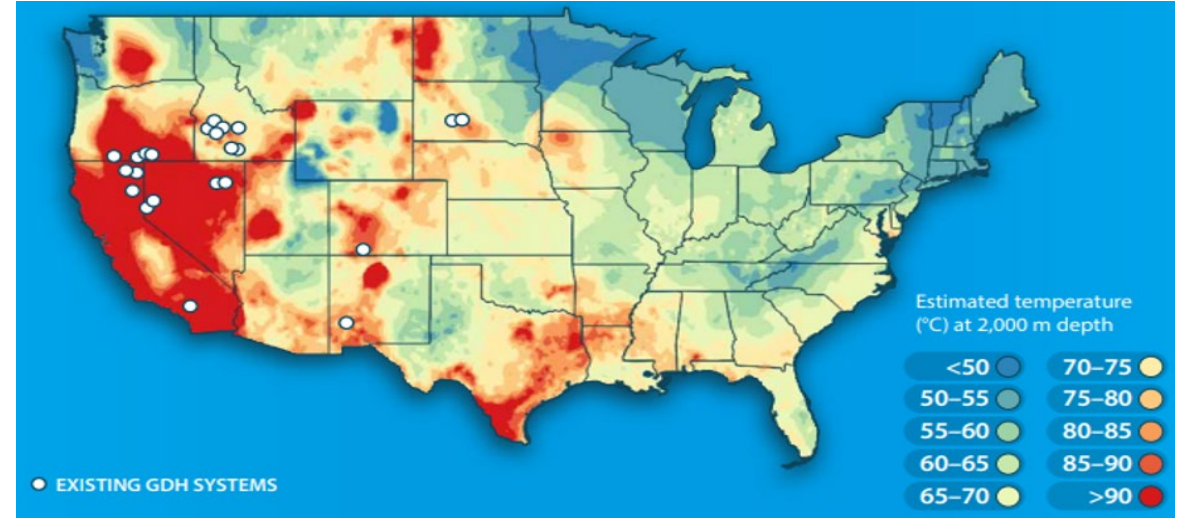 Estimated temperature
(°C) at 2,000 m depth
<50 70–75
50–55 75–80
55–60 80–85
60–65 85–90
65–70 >90
EXISTING GDH SYSTEMS